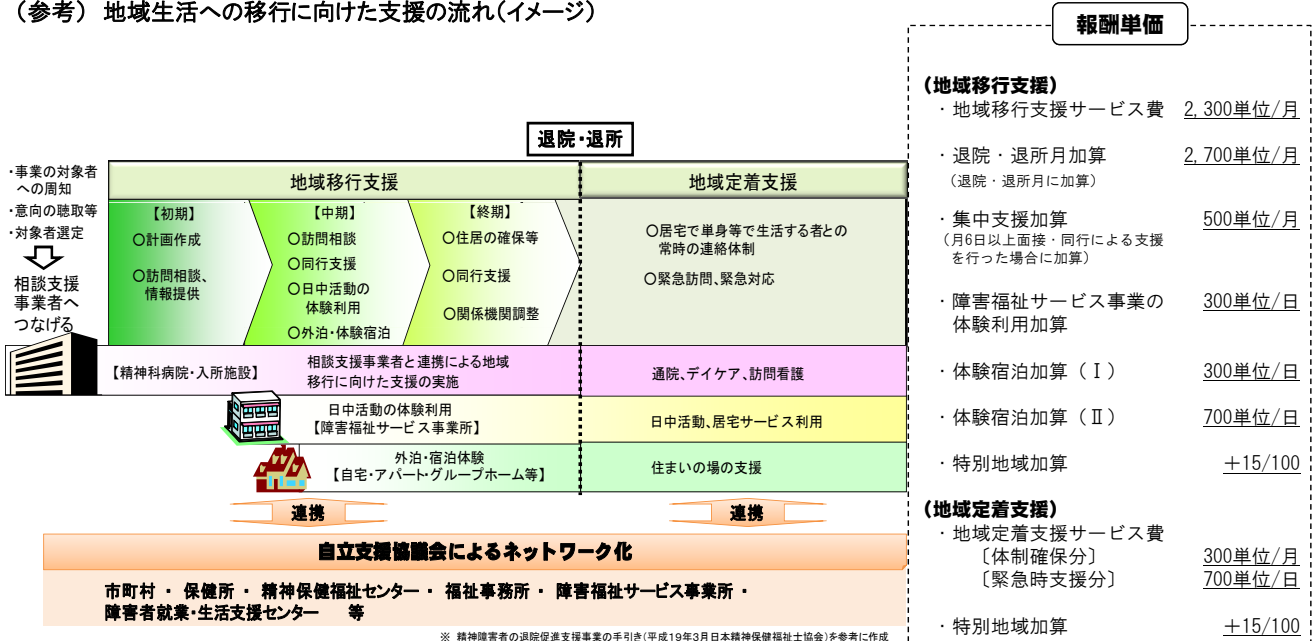 （参考） 地域生活への移行に向けた支援の流れ（イメージ）
退院・退所
・事業の対象者
への周知
・意向の聴取等
・対象者選定
相談支援
事業者へ
つなげる
地域移行支援
【初期】
○計画作成
○訪問相談、
情報提供
【中期】
○訪問相談
○同行支援
○日中活動の
体験利用
○外泊・体験宿泊
【終期】
○住居の確保等
○同行支援
○関係機関調整
地域定着支援
○居宅で単身等で生活する者との
常時の連絡体制
○緊急訪問、緊急対応
【精神科病院・入所施設】
相談支援事業者と連携による地域
移行に向けた支援の実施
通院、デイケア、訪問看護
日中活動の体験利用
【障害福祉サービス事業所】
日中活動、居宅サービス利用
外泊・宿泊体験
【自宅・アパート・グループホーム等】
住まいの場の支援
連携
連携
自立支援協議会によるネットワーク化
市町村 ・ 保健所 ・ 精神保健福祉センター ・ 福祉事務所 ・ 障害福祉サービス事業所 ・
障害者就業・生活支援センター 等
※ 精神障害者の退院促進支援事業の手引き（平成19年3月日本精神保健福祉士協会）を参考に作成
報酬単価
（地域移行支援）
・地域移行支援サービス費 2,300単位/月
・退院・退所月加算 2,700単位/月
（退院・退所月に加算）
・集中支援加算 500単位/月
（月6日以上面接・同行による支援
を行った場合に加算）
・障害福祉サービス事業の 300単位/日
体験利用加算
・体験宿泊加算（Ⅰ） 300単位/日
・体験宿泊加算（Ⅱ） 700単位/日
・特別地域加算 ＋15/100
（地域定着支援）
・地域定着支援サービス費
〔体制確保分〕 300単位/月
〔緊急時支援分〕 700単位/日
・特別地域加算 ＋15/100